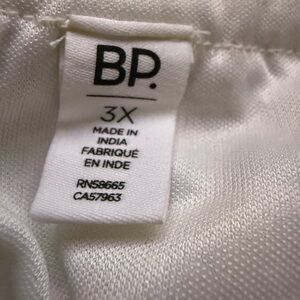 BP.
3X
MADE IN
INDIA
FABRIQUÉ
EN INDE
RN58665
CA57963